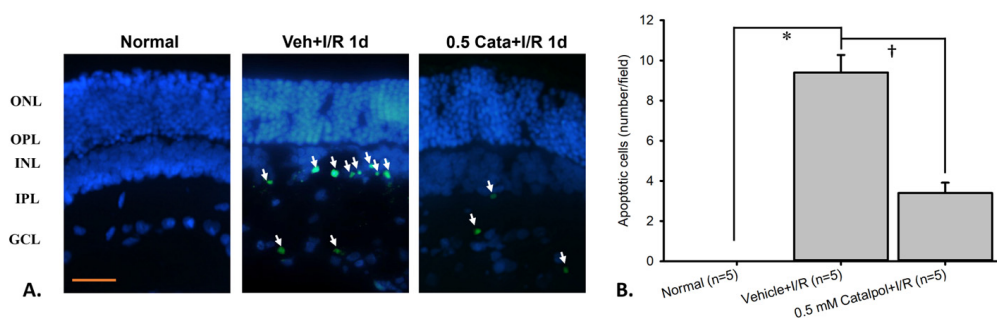 Normal
Veh+I/R 1d
0.5 Cata+I/R 1d
ONL
OPL
INL
IPL
GCL
A.
Apoptotic cells (number/field)
12
10
8
6
4
2
0
*
†
Normal (n=5)
Vehicle+I/R (n=5)
0.5 mM Catalpol+I/R (n=5)
B.